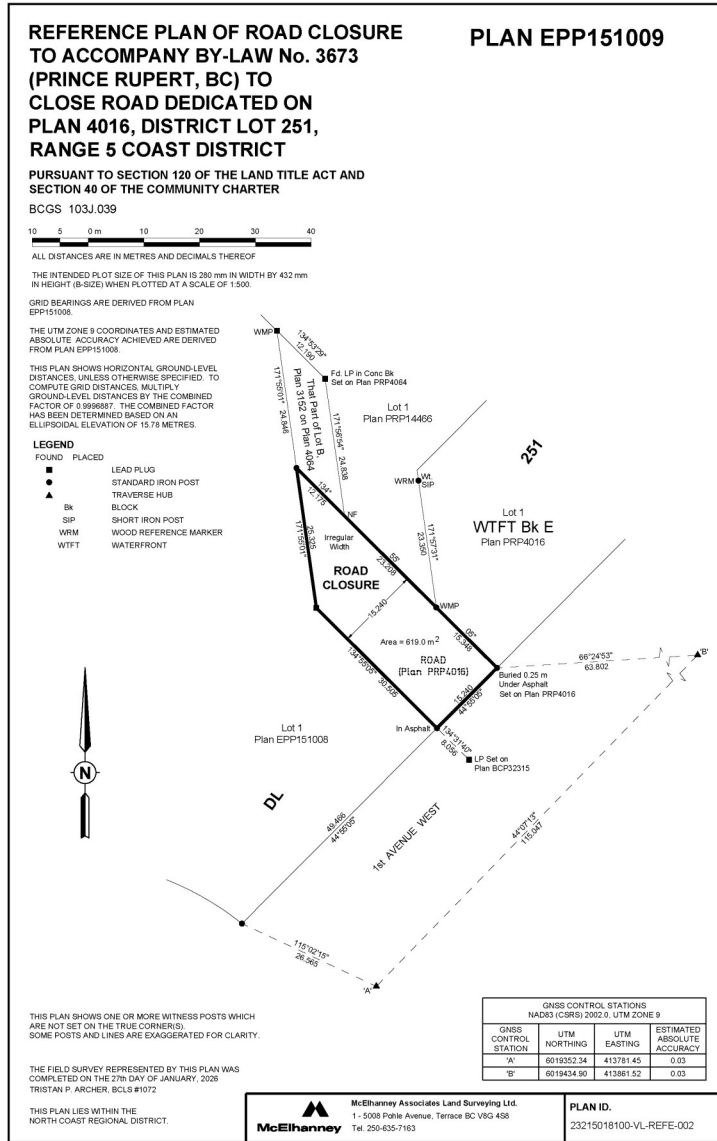 REFERENCE PLAN OF ROAD CLOSURE
TO ACCOMPANY BY-LAW No. 3673
(PRINCE RUPERT, BC) TO
CLOSE ROAD DEDICATED ON
PLAN 4016, DISTRICT LOT 251,
RANGE 5 COAST DISTRICT
PLAN EPP151009
PURSUANT TO SECTION 120 OF THE LAND TITLE ACT AND
SECTION 40 OF THE COMMUNITY CHARTER
BCGS 103J.039
10 5 0 m 10 20 30 40
ALL DISTANCES ARE IN METRES AND DECIMALS THEREOF
THE INTENDED PLOT SIZE OF THIS PLAN IS 280 mm IN WIDTH BY 432 mm
IN HEIGHT (B-SIZE) WHEN PLOTTED AT A SCALE OF 1:500.
GRID BEARINGS ARE DERIVED FROM PLAN
EPP151008.
THE UTM ZONE 9 COORDINATES AND ESTIMATED
ABSOLUTE ACCURACY ACHIEVED ARE DERIVED
FROM PLAN EPP151008.
THIS PLAN SHOWS HORIZONTAL GROUND-LEVEL
DISTANCES, UNLESS OTHERWISE SPECIFIED. TO
COMPUTE GRID DISTANCES, MULTIPLY
GROUND-LEVEL DISTANCES BY THE COMBINED
FACTOR OF 0.9996887. THE COMBINED FACTOR
HAS BEEN DETERMINED BASED ON AN
ELLIPSOIDAL ELEVATION OF 15.78 METRES.
LEGEND
FOUND PLACED
LEAD PLUG
STANDARD IRON POST
TRAVERSE HUB
Bk BLOCK
SIP SHORT IRON POST
WRM WOOD REFERENCE MARKER
WTFT WATERFRONT
WMP
134°53'29"
12.190
Fd. LP in Conc Bk
Set on Plan PRP4064
171°55'01" 24.846
That Part of Lot B,
Plan 3152 on Plan 4064
171°56'54" 24.838
Lot 1
Plan PRP14466
251
WRM
Wt.
SIP
Lot 1
WTFT Bk E
Plan PRP4016
171°57'31"
23.350
134°
12.175
NF
25.325
171°55'01"
Irregular
Width
55'
23.208
ROAD
CLOSURE
15.240
WMP
05"
15.348
Area = 619.0 m2
ROAD
(Plan PRP4016)
134°55'05"
30.505
66°24'53"
63.802
'B'
Buried 0.25 m
Under Asphalt
Set on Plan PRP4016
15.240
44°55'05"
In Asphalt
134°31'40"
8.056
LP Set on
Plan BCP32315
Lot 1
Plan EPP151008
N
DL
49.466
44°55'05"
1st AVENUE WEST
44°07'13"
115.047
115°02'15"
26.565
'A'
THIS PLAN SHOWS ONE OR MORE WITNESS POSTS WHICH
ARE NOT SET ON THE TRUE CORNER(S).
SOME POSTS AND LINES ARE EXAGGERATED FOR CLARITY.
THE FIELD SURVEY REPRESENTED BY THIS PLAN WAS
COMPLETED ON THE 27th DAY OF JANUARY, 2026
TRISTAN P. ARCHER, BCLS #1072
THIS PLAN LIES WITHIN THE
NORTH COAST REGIONAL DISTRICT.
GNSS CONTROL STATIONS
NAD83 (CSRS) 2002.0, UTM ZONE 9
GNSS CONTROL STATION UTM NORTHING UTM EASTING ESTIMATED ABSOLUTE ACCURACY
'A' 6019352.34 413781.45 0.03
'B' 6019434.90 413861.52 0.03
McElhanney
McElhanney Associates Land Surveying Ltd.
1 - 5008 Pohle Avenue, Terrace BC V8G 4S8
Tel. 250-635-7163
PLAN ID.
23215018100-VL-REFE-002